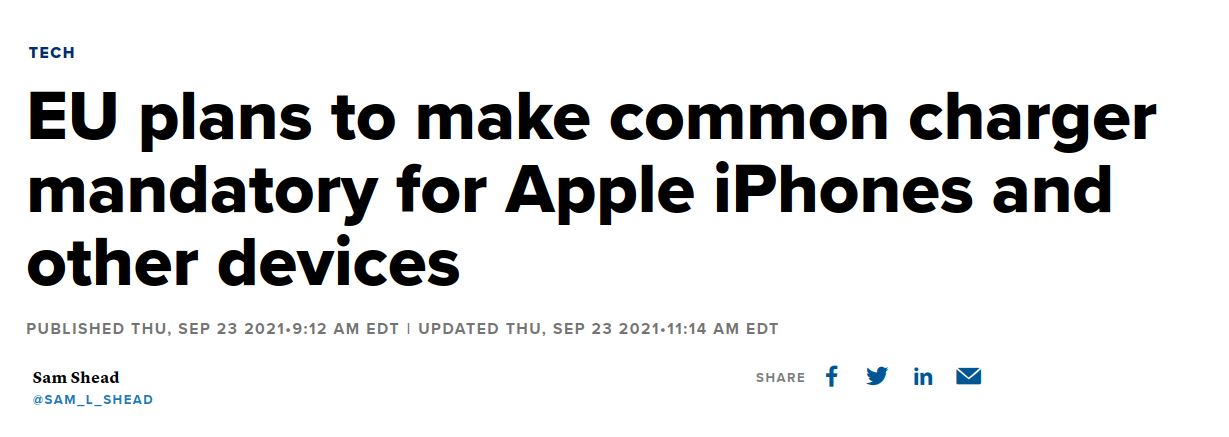 TECH
EU plans to make common charger
mandatory for Apple iPhones and
other devices
PUBLISHED THU, SEP 23 2021•9:12 AM EDT | UPDATED THU, SEP 23 2021•11:14 AM EDT
Sam Shead
@SAM_L_SHEAD
SHARE